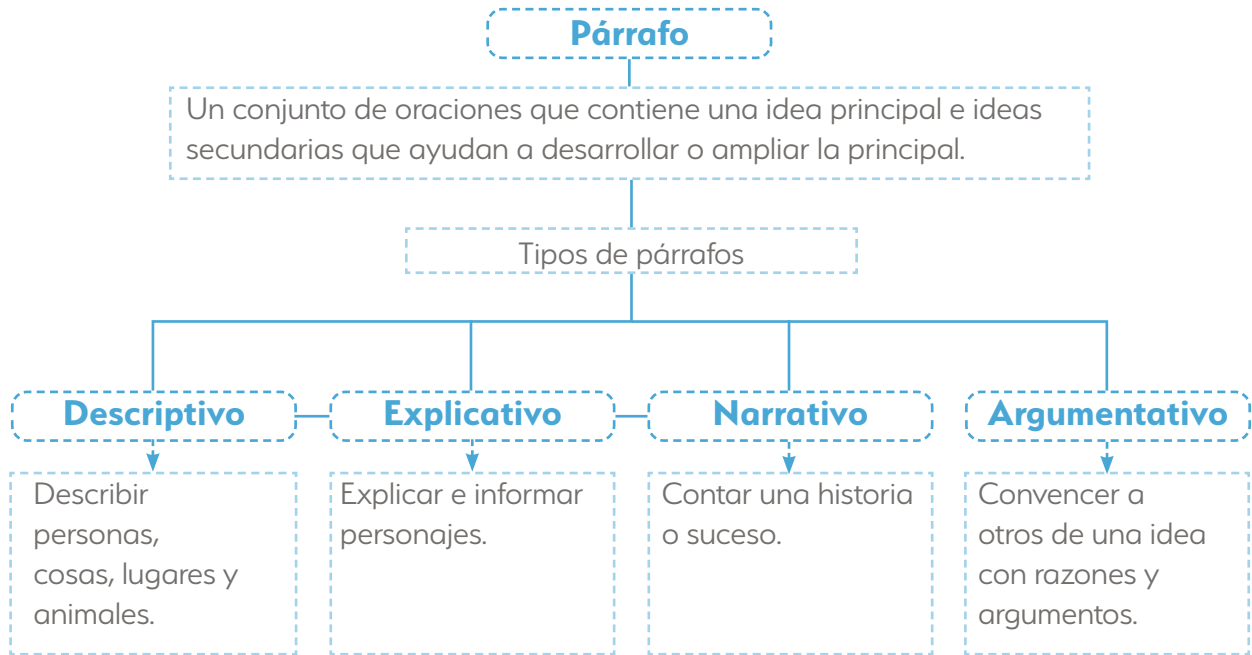 Párrafo
Un conjunto de oraciones que contiene una idea principal e ideas
secundarias que ayudan a desarrollar o ampliar la principal.
Tipos de párrafos
Descriptivo
Explicativo
Narrativo
Argumentativo
Describir
personas,
cosas, lugares y
animales.
Explicar e informar
personajes.
Contar una historia
o suceso.
Convencer a
otros de una idea
con razones y
argumentos.